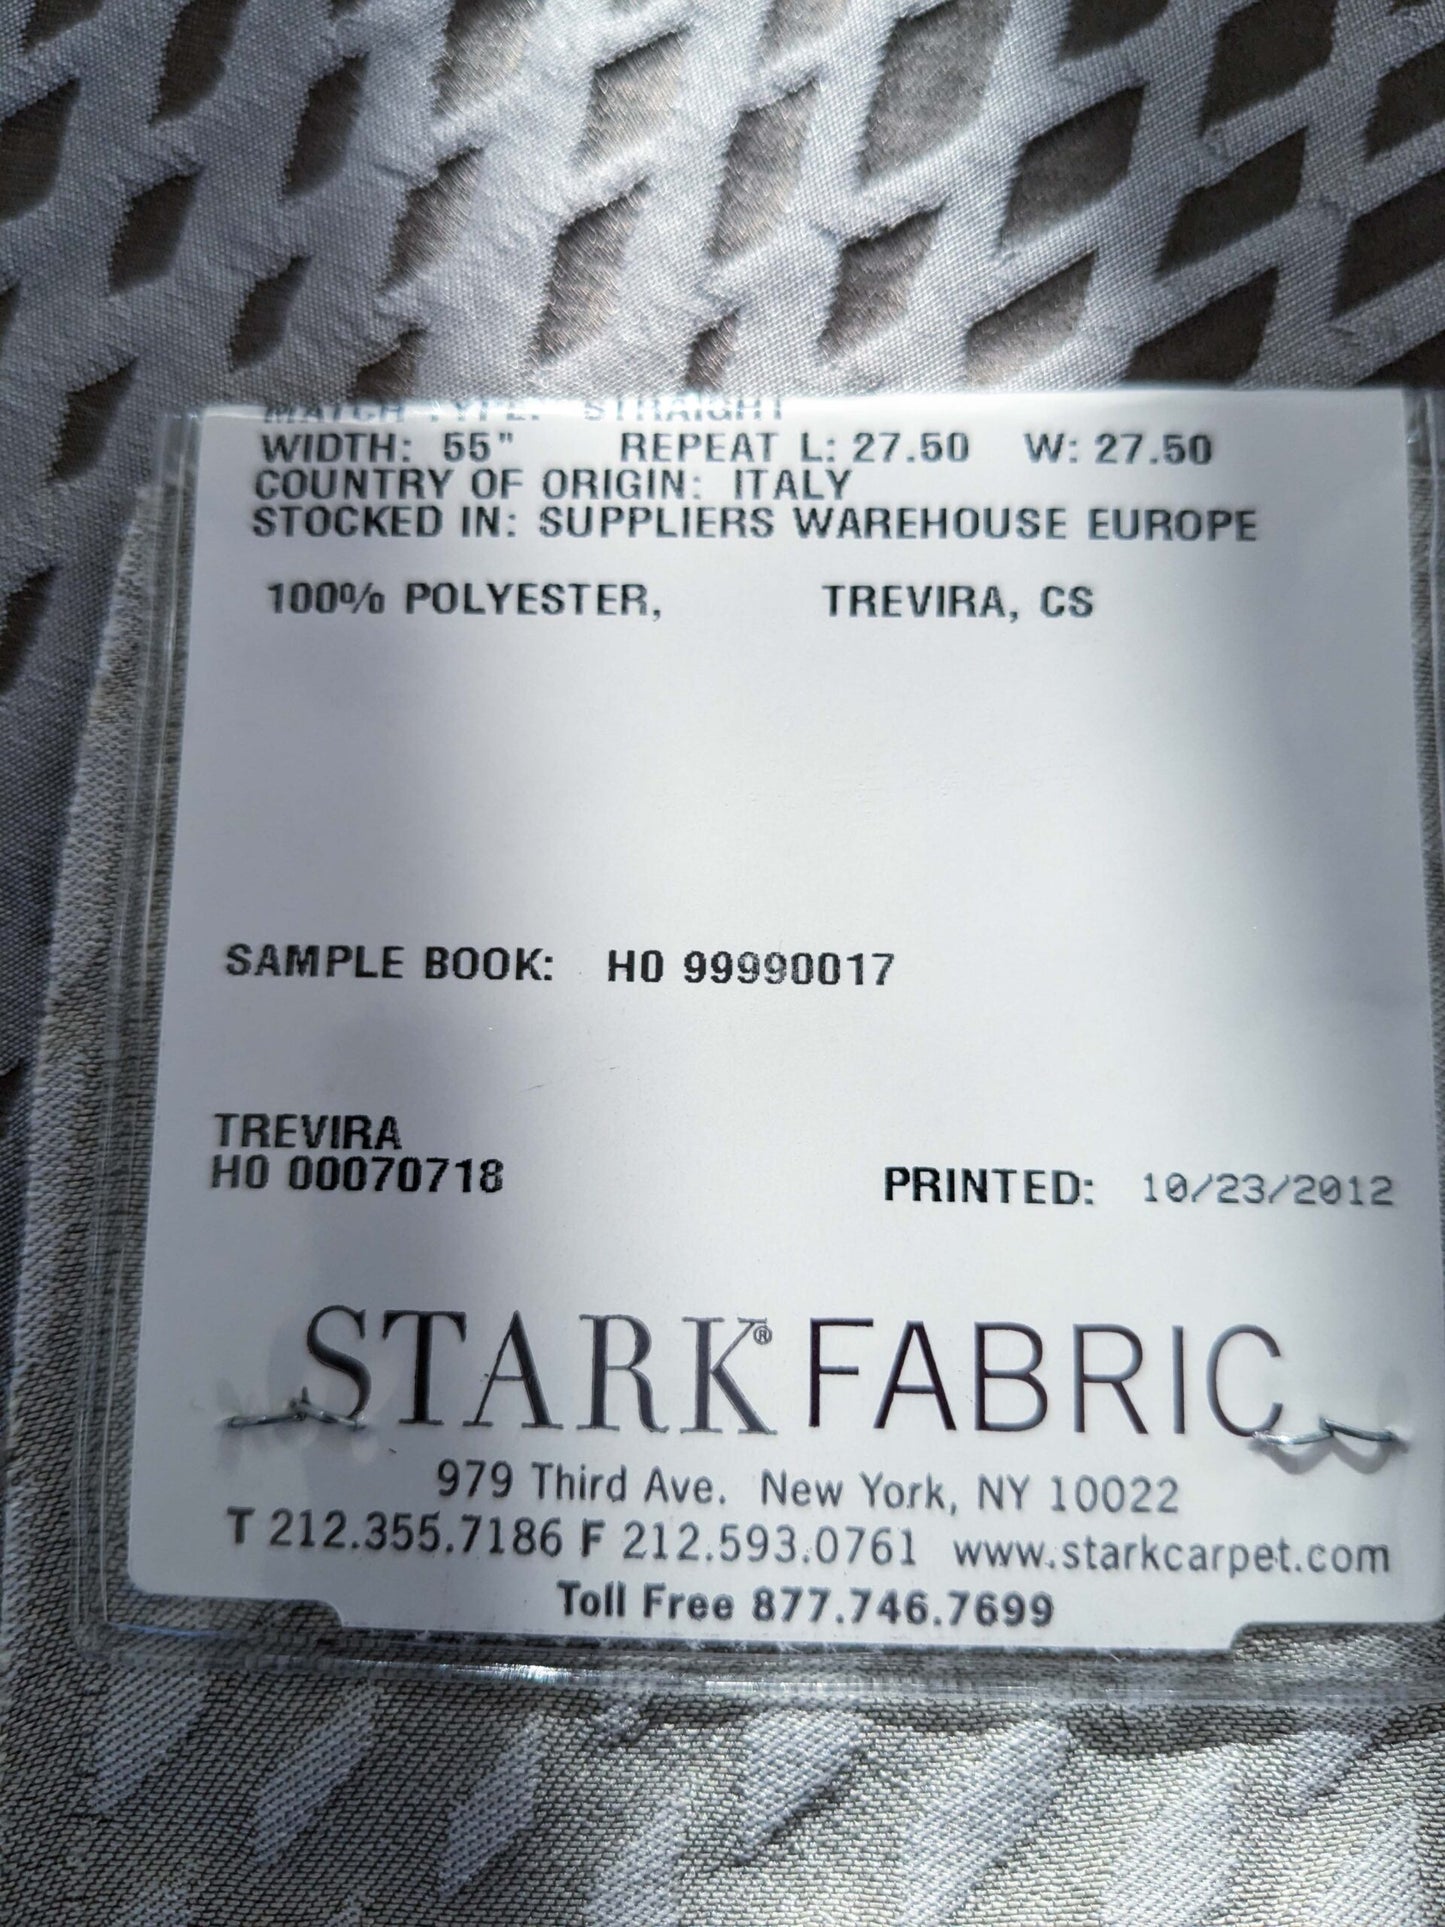 MATCH TYPE: STRAIGHT
WIDTH: 55" REPEAT L: 27.50 W: 27.50
COUNTRY OF ORIGIN: ITALY
STOCKED IN: SUPPLIERS WAREHOUSE EUROPE
100% POLYESTER, TREVIRA, CS
SAMPLE BOOK: H0 99990017
TREVIRA
H0 00070718
PRINTED: 10/23/2012
STARK® FABRIC
979 Third Ave. New York, NY 10022
T 212.355.7186 F 212.593.0761 www.starkcarpet.com
Toll Free 877.746.7699